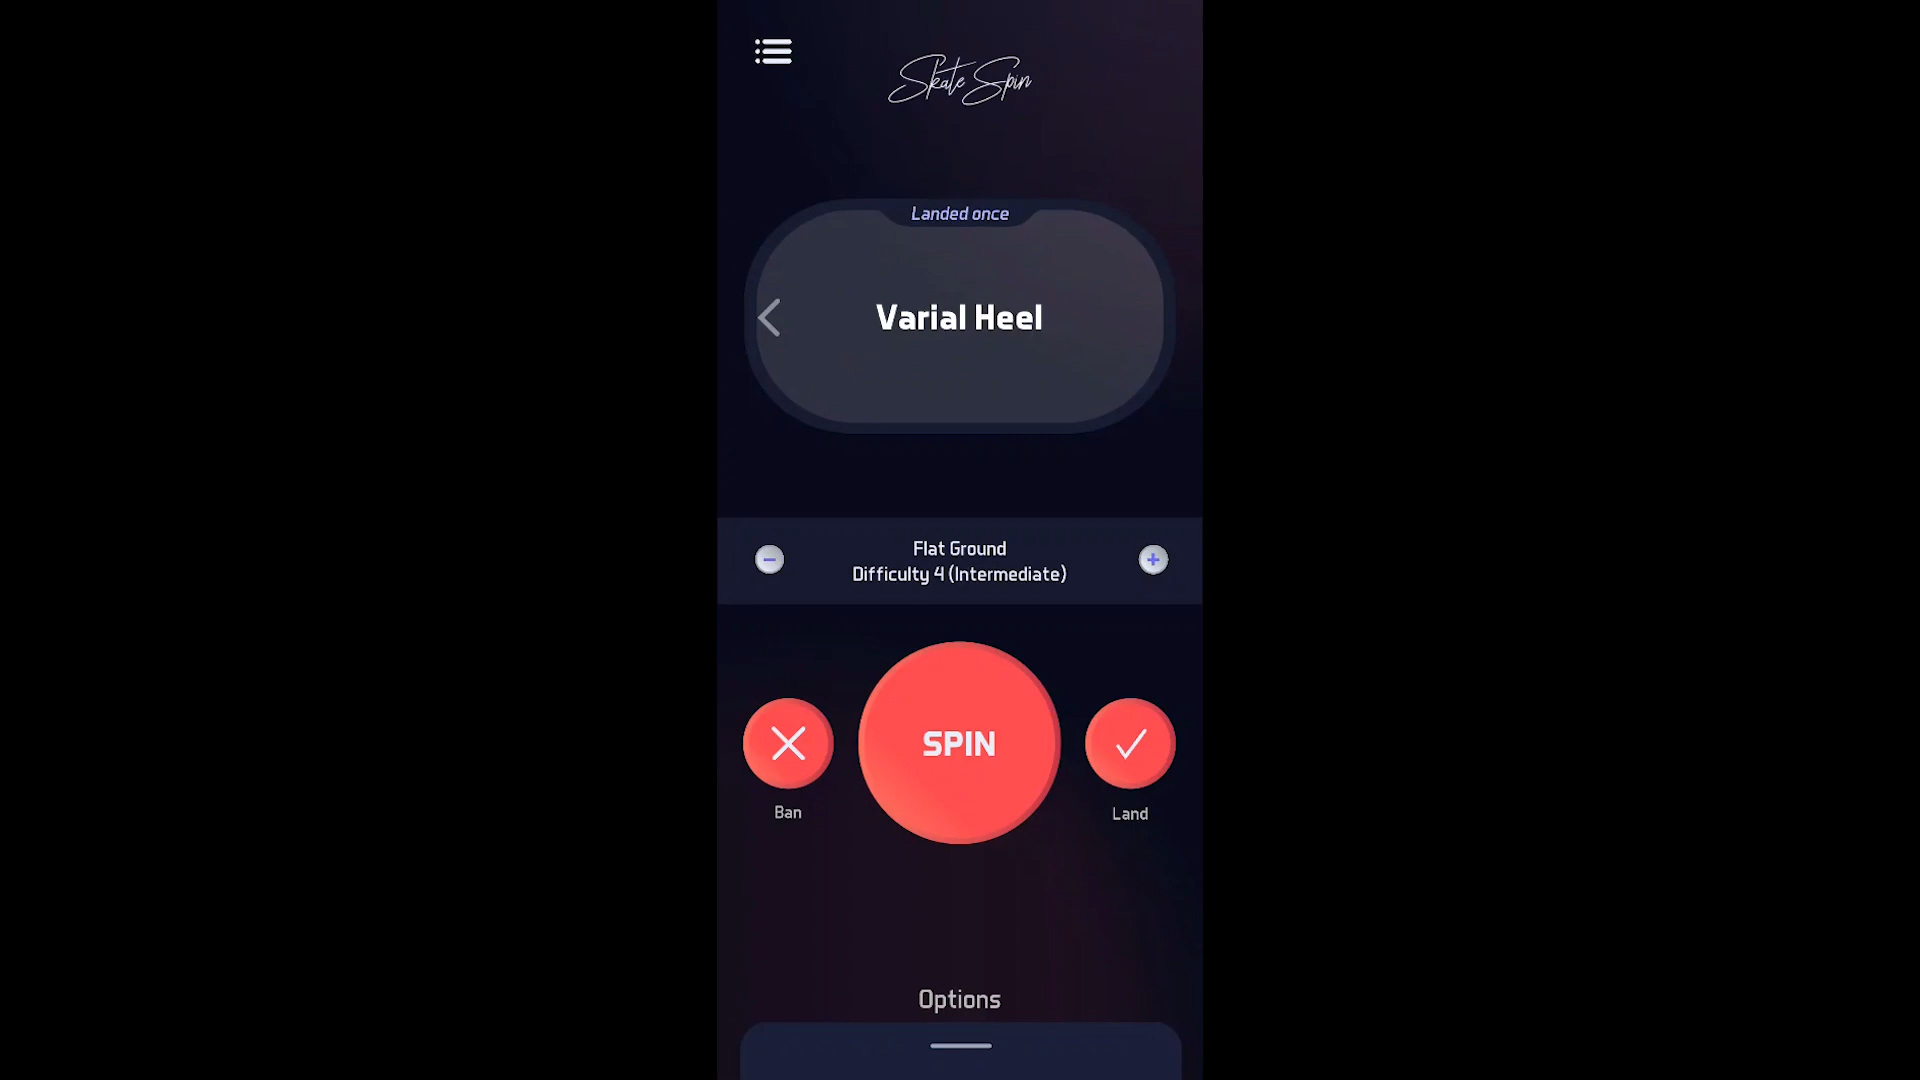 Skate Spin
Landed once
Varial Heel
Flat Ground
Difficulty 4 (Intermediate)
SPIN
Ban
Land
Options